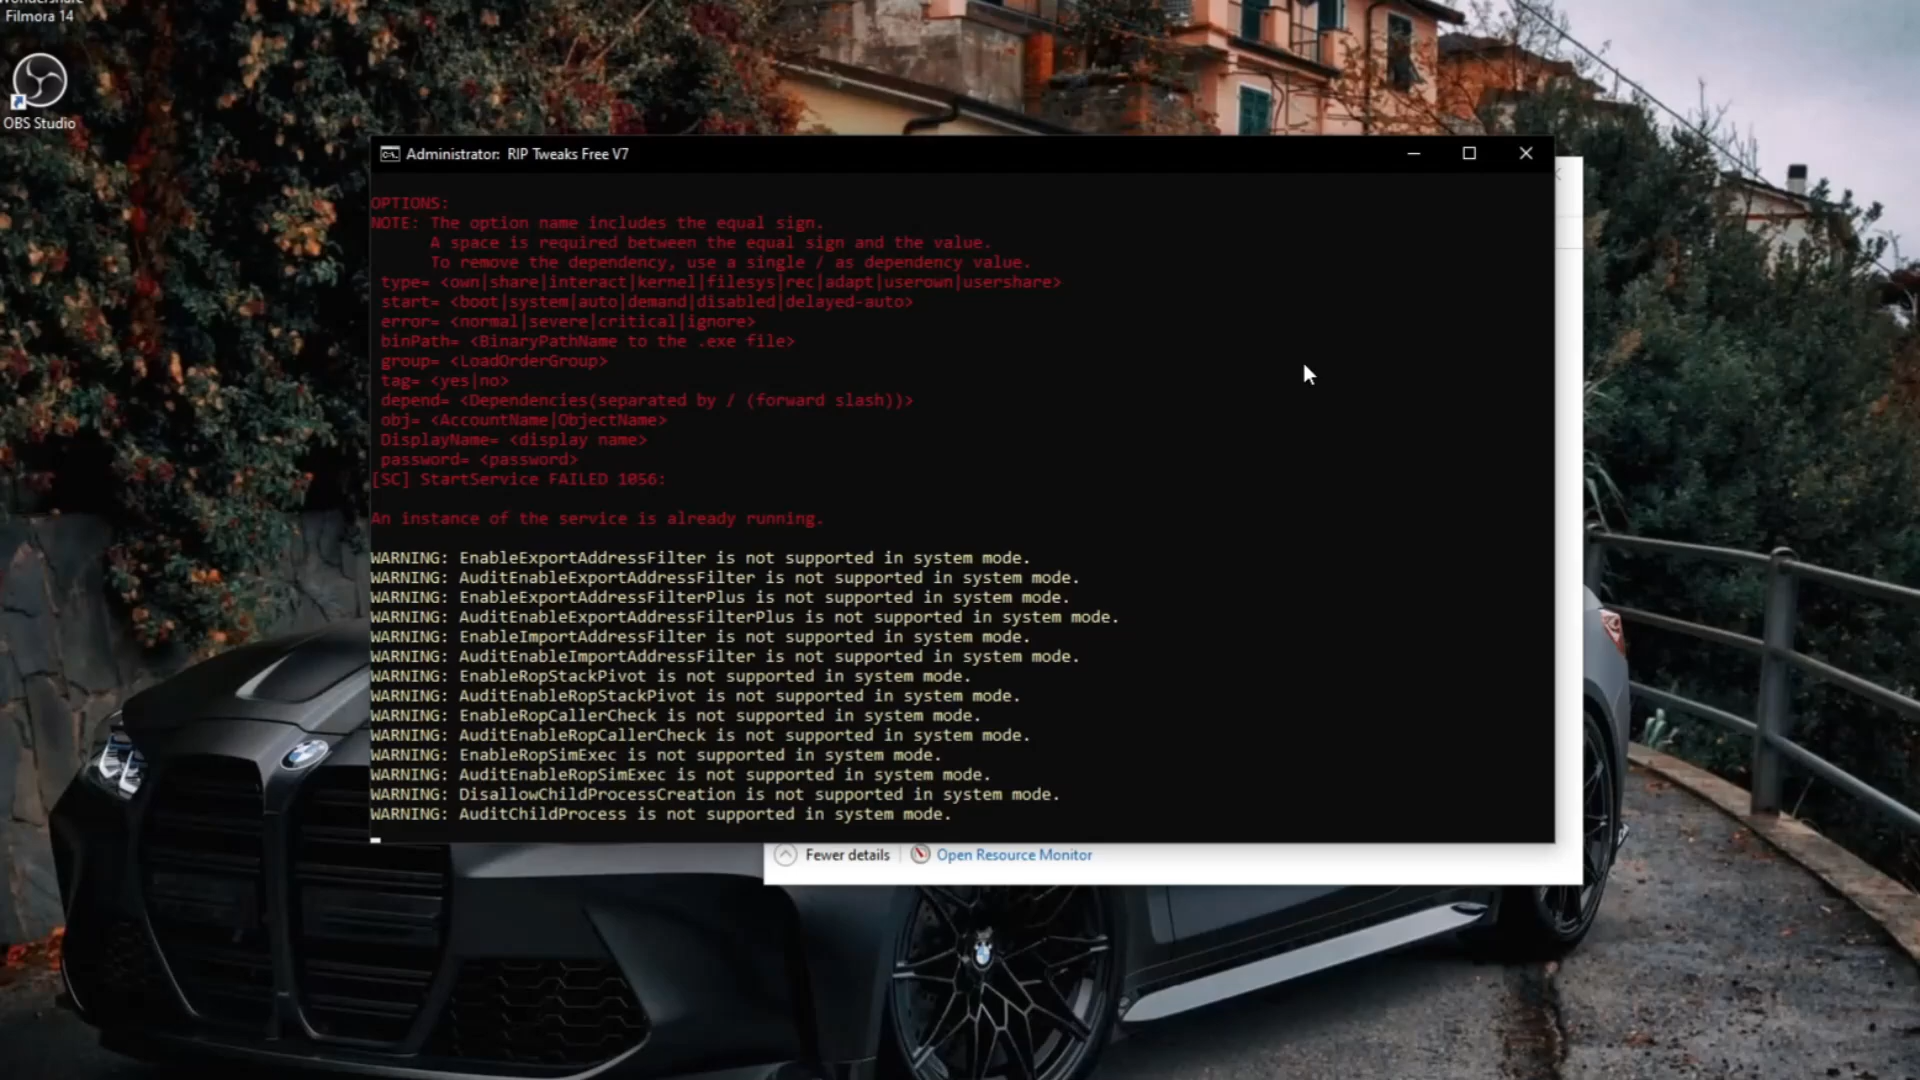 Filmora 14
OBS Studio
Administrator: RIP Tweaks Free V7
OPTIONS:
NOTE: The option name includes the equal sign.
A space is required between the equal sign and the value.
To remove the dependency, use a single / as dependency value.
type= <own|share|interact|kernel|filesys|rec|adapt|userown|usershare>
start= <boot|system|auto|demand|disabled|delayed-auto>
error= <normal|severe|critical|ignore>
binPath= <BinaryPathName to the .exe file>
group= <LoadOrderGroup>
tag= <yes|no>
depend= <Dependencies(separated by / (forward slash))>
obj= <AccountName|ObjectName>
DisplayName= <display name>
password= <password>
[SC] StartService FAILED 1056:
An instance of the service is already running.
WARNING: EnableExportAddressFilter is not supported in system mode.
WARNING: AuditEnableExportAddressFilter is not supported in system mode.
WARNING: EnableExportAddressFilterPlus is not supported in system mode.
WARNING: AuditEnableExportAddressFilterPlus is not supported in system mode.
WARNING: EnableImportAddressFilter is not supported in system mode.
WARNING: AuditEnableImportAddressFilter is not supported in system mode.
WARNING: EnableRopStackPivot is not supported in system mode.
WARNING: AuditEnableRopStackPivot is not supported in system mode.
WARNING: EnableRopCallerCheck is not supported in system mode.
WARNING: AuditEnableRopCallerCheck is not supported in system mode.
WARNING: EnableRopSimExec is not supported in system mode.
WARNING: AuditEnableRopSimExec is not supported in system mode.
WARNING: DisallowChildProcessCreation is not supported in system mode.
WARNING: AuditChildProcess is not supported in system mode.
Fewer details
Open Resource Monitor